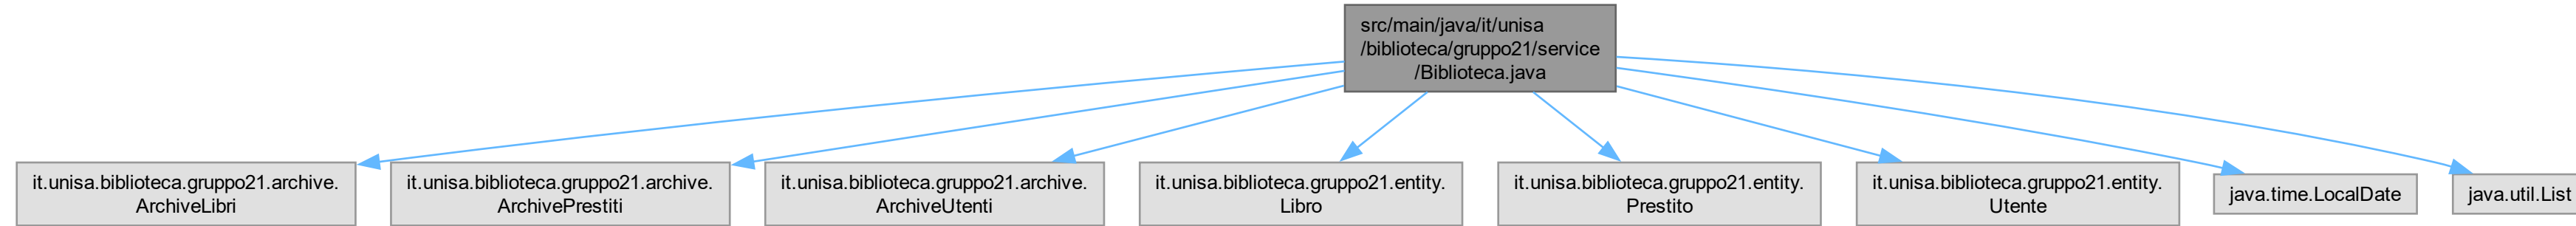 src/main/java/it/unisa
/biblioteca/gruppo21/service
/Biblioteca.java
it.unisa.biblioteca.gruppo21.archive.
ArchiveLibri
it.unisa.biblioteca.gruppo21.archive.
ArchivePrestiti
it.unisa.biblioteca.gruppo21.archive.
ArchiveUtenti
it.unisa.biblioteca.gruppo21.entity.
Libro
it.unisa.biblioteca.gruppo21.entity.
Prestito
it.unisa.biblioteca.gruppo21.entity.
Utente
java.time.LocalDate
java.util.List